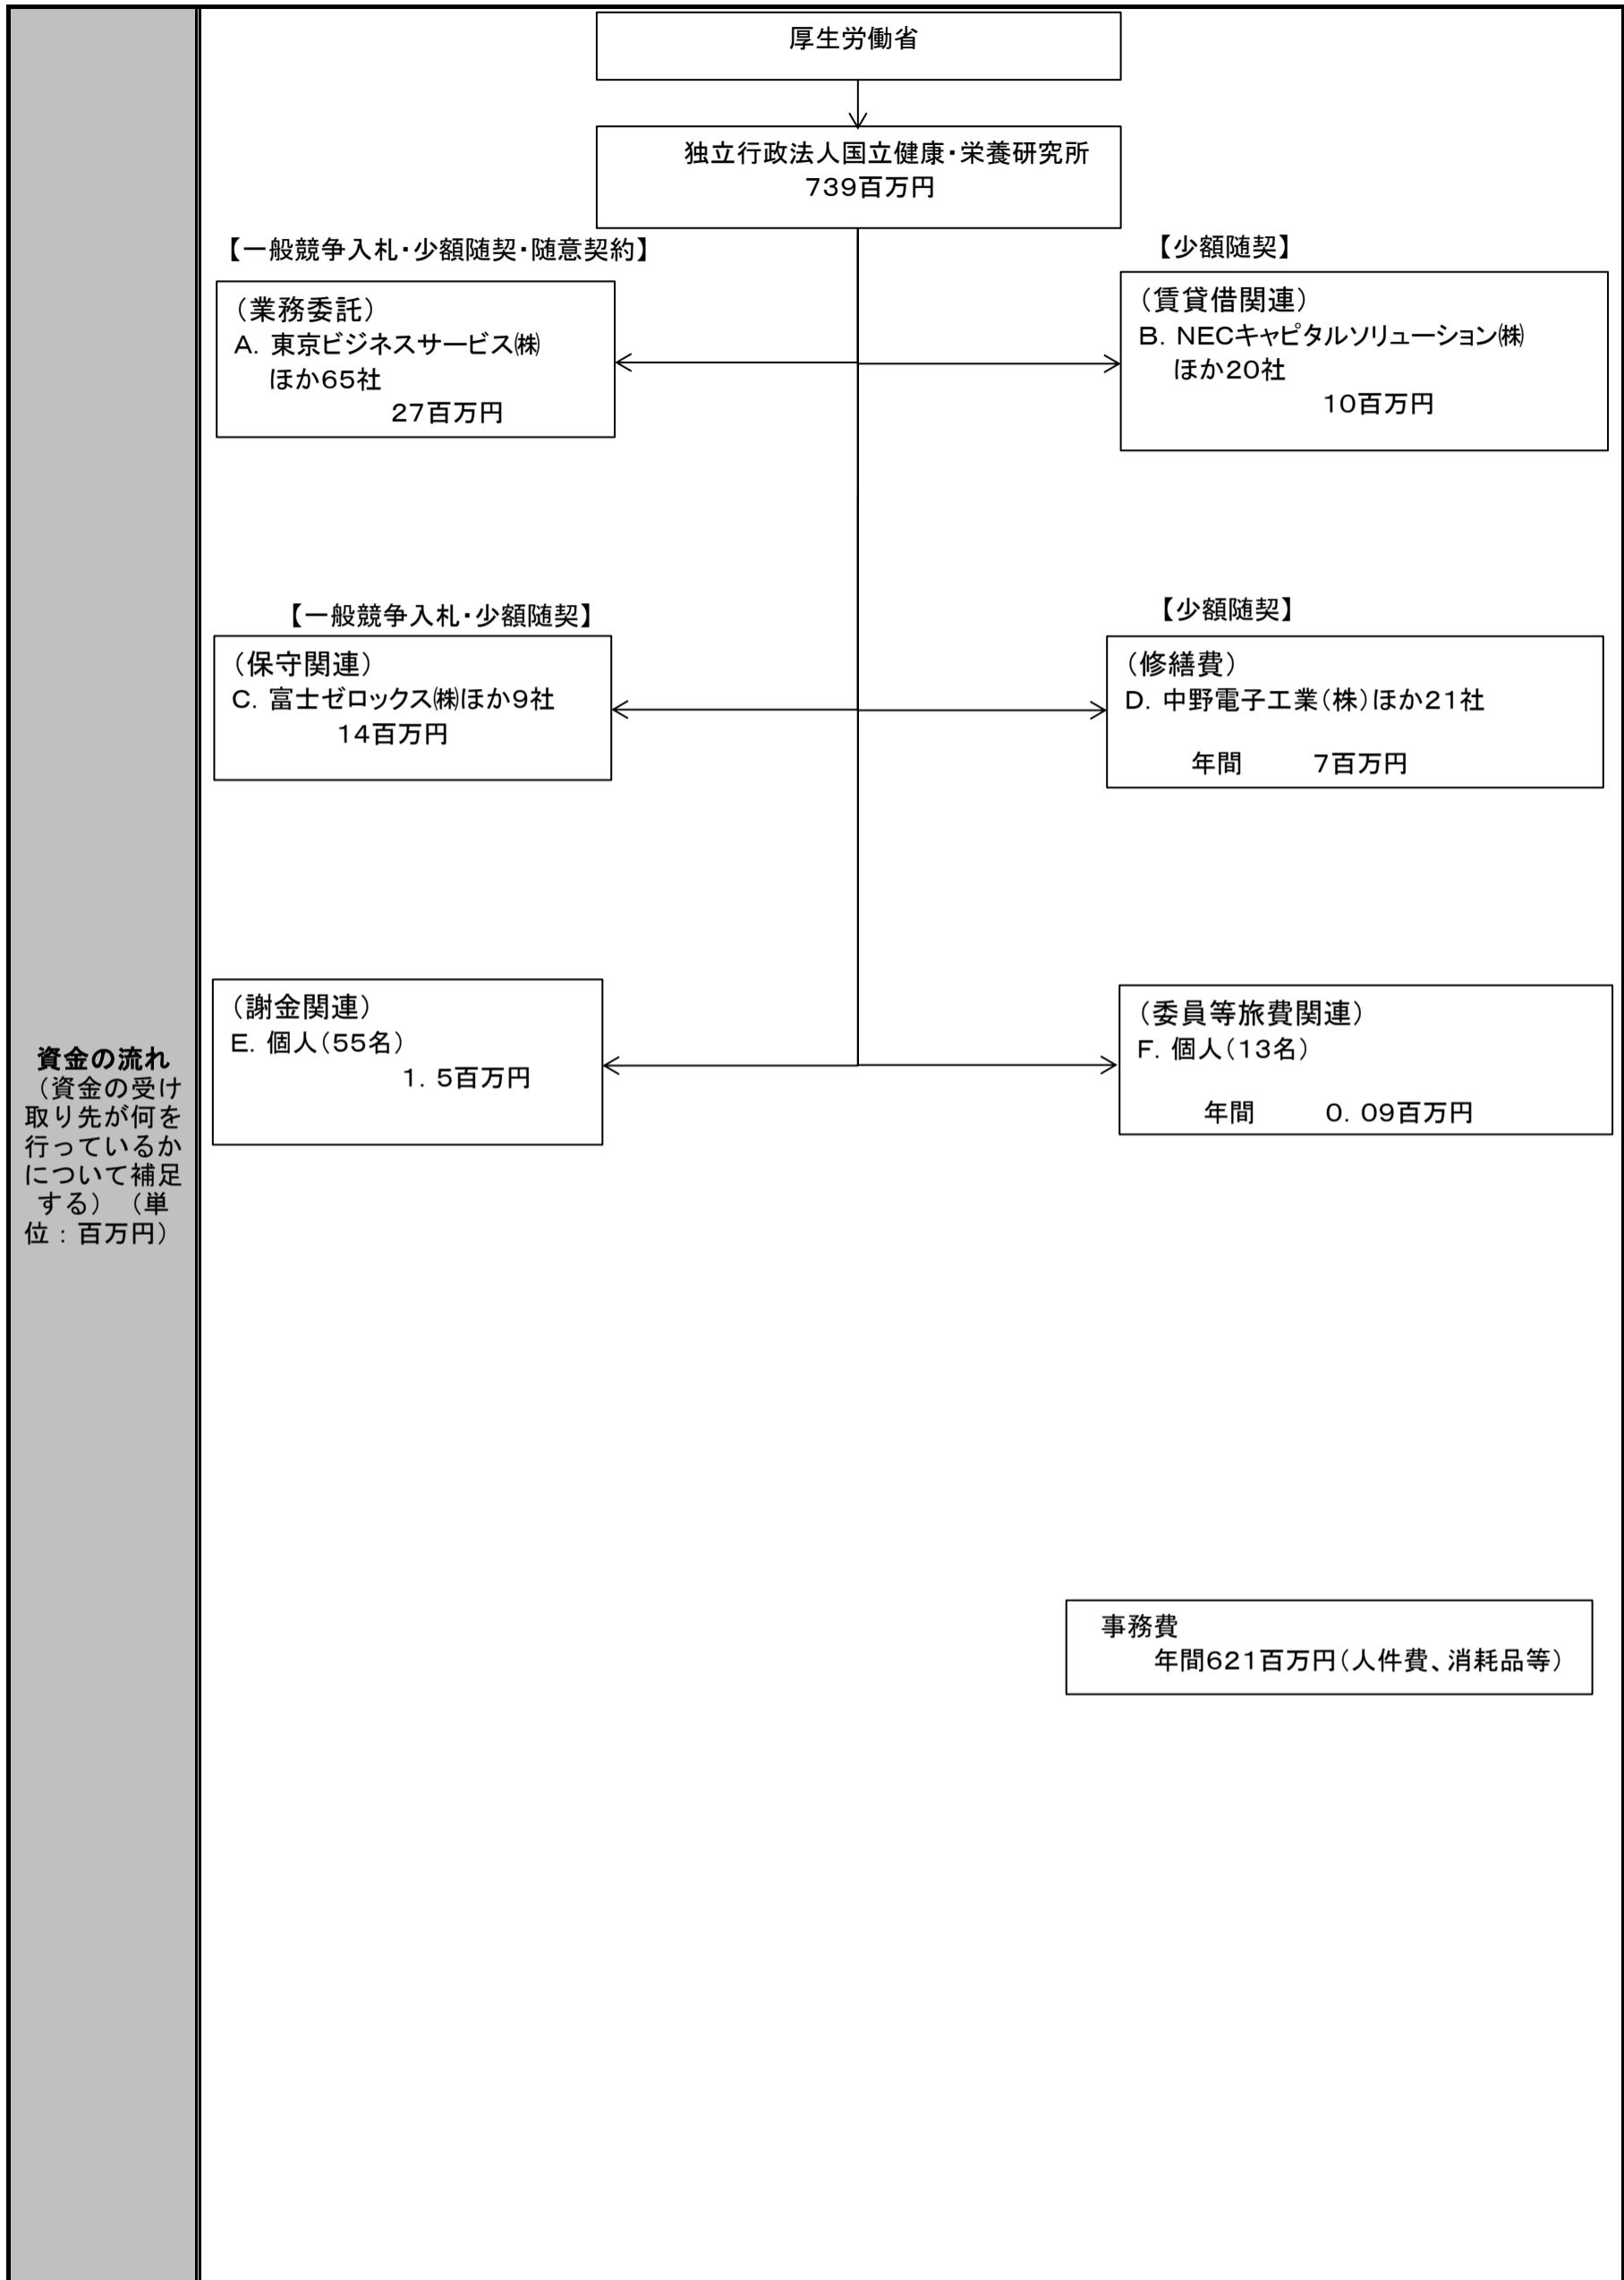 厚生労働省
独立行政法人国立健康・栄養研究所
739百万円
【一般競争入札・少額随契・随意契約】
（業務委託）
A. 東京ビジネスサービス㈱
ほか65社
27百万円
【少額随契】
（賃貸借関連）
B. NECキャピタルソリューション㈱
ほか20社
10百万円
【一般競争入札・少額随契】
（保守関連）
C. 富士ゼロックス㈱ほか9社
14百万円
【少額随契】
（修繕費）
D. 中野電子工業（株）ほか21社
年間　　7百万円
（謝金関連）
E. 個人（55名）
1. 5百万円
（委員等旅費関連）
F. 個人（13名）
年間　　0. 09百万円
資金の流れ
（資金の受け
取り先が何を
行っているか
について補足
する）（単
位：百万円）
事務費
年間621百万円（人件費、消耗品等）